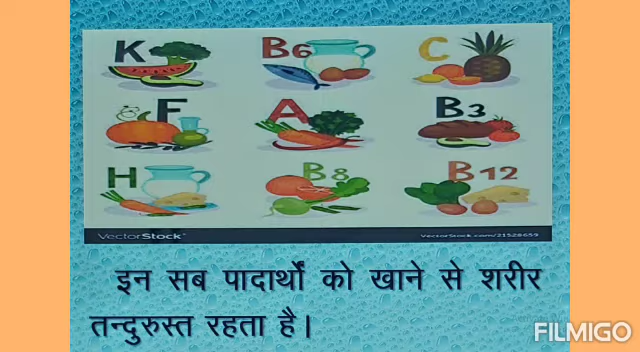 K B6 C
F A B3
H B8 B12
VectorStock® VectorStock.com/21528659
इन सब पादार्थों को खाने से शरीर
तन्दुरुस्त रहता है।
FILMIGO